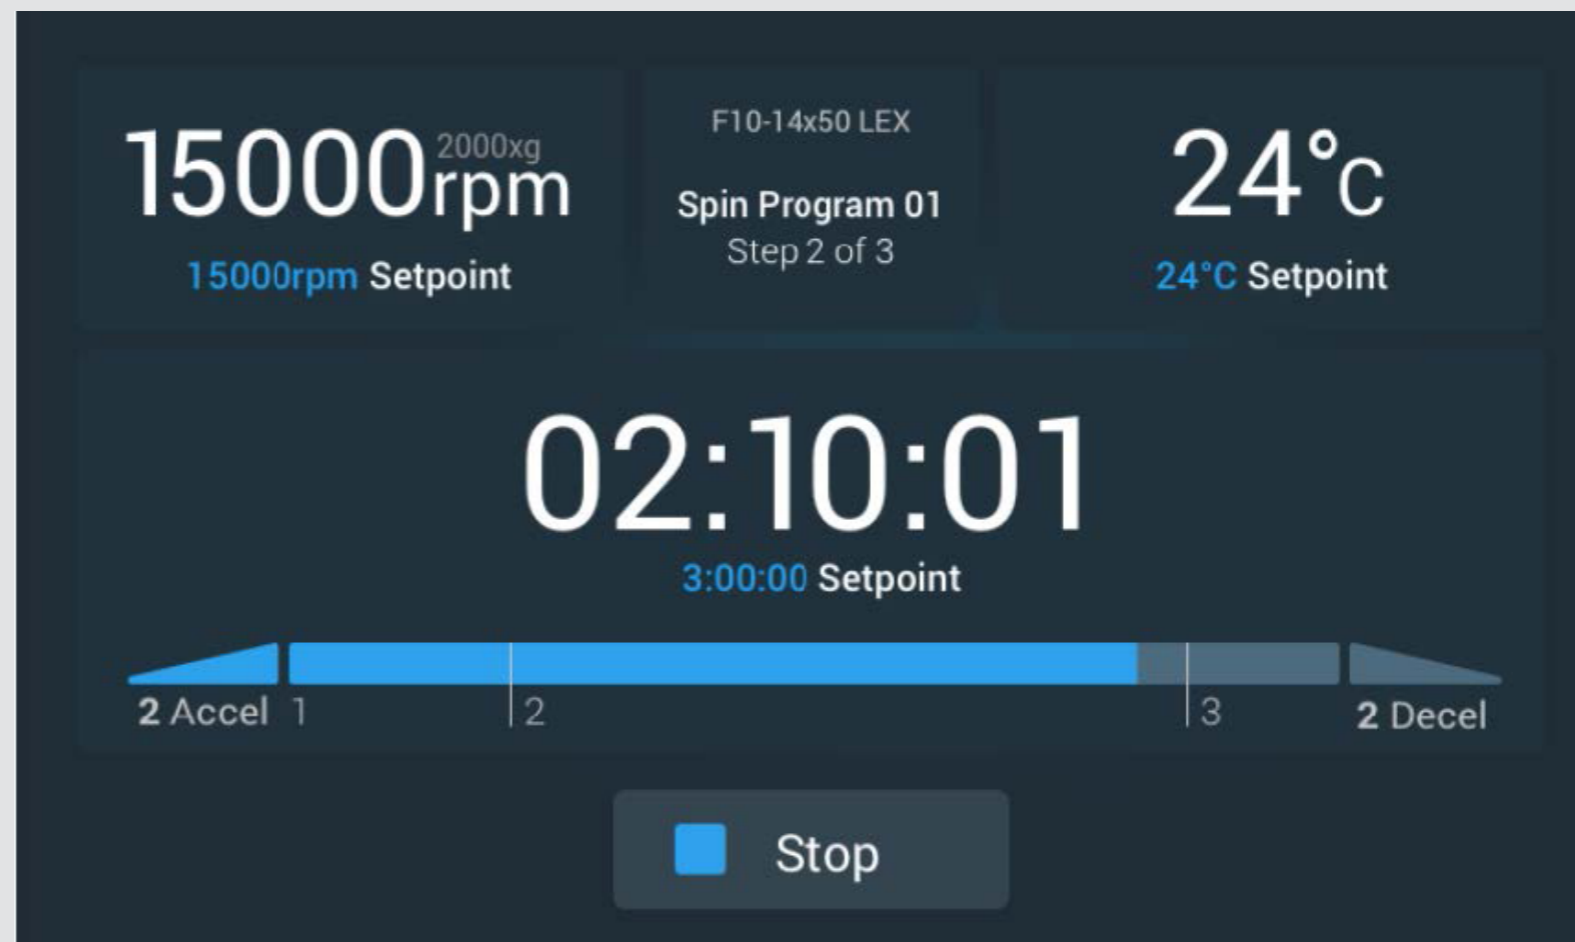 15000rpm 2000xg
15000rpm Setpoint
F10-14x50 LEX
Spin Program 01
Step 2 of 3
24°C
24°C Setpoint
02:10:01
3:00:00 Setpoint
2 Accel 1 2 3 2 Decel
Stop